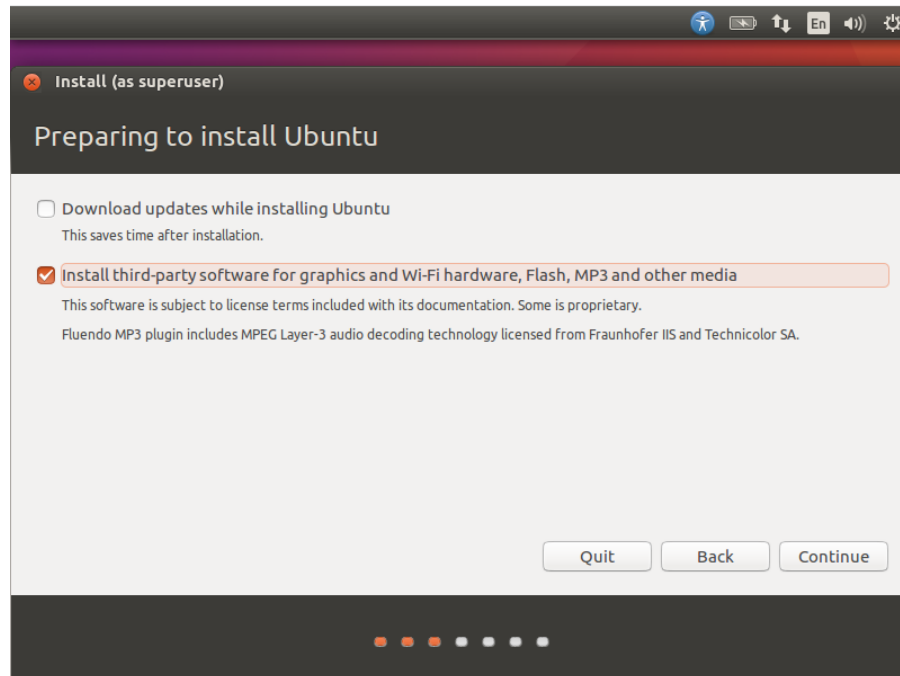 En
Install (as superuser)
Preparing to install Ubuntu
Download updates while installing Ubuntu
This saves time after installation.
Install third-party software for graphics and Wi-Fi hardware, Flash, MP3 and other media
This software is subject to license terms included with its documentation. Some is proprietary.
Fluendo MP3 plugin includes MPEG Layer-3 audio decoding technology licensed from Fraunhofer IIS and Technicolor SA.
Quit Back Continue